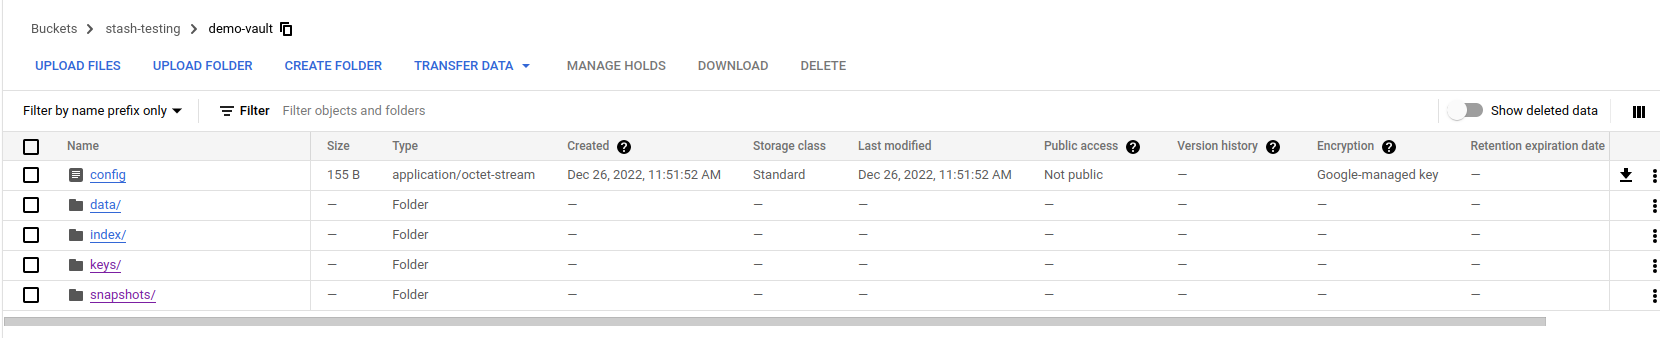 Buckets > stash-testing > demo-vault
UPLOAD FILES UPLOAD FOLDER CREATE FOLDER TRANSFER DATA MANAGE HOLDS DOWNLOAD DELETE
Filter by name prefix only Filter Filter objects and folders Show deleted data
Name Size Type Created Storage class Last modified Public access Version history Encryption Retention expiration date
config 155 B application/octet-stream Dec 26, 2022, 11:51:52 AM Standard Dec 26, 2022, 11:51:52 AM Not public — Google-managed key —
data/ — Folder — — — — — — —
index/ — Folder — — — — — — —
keys/ — Folder — — — — — — —
snapshots/ — Folder — — — — — — —